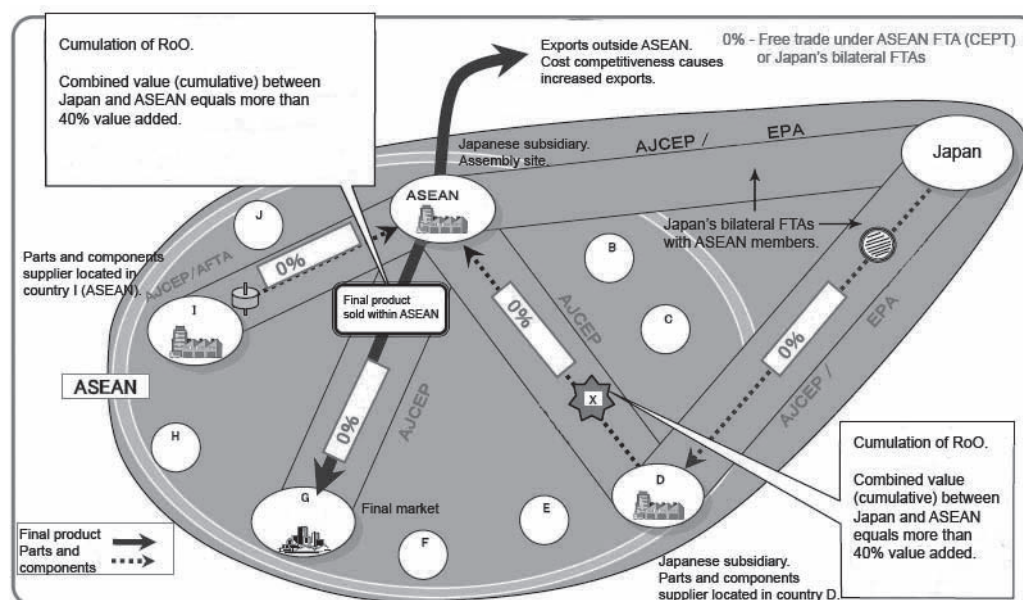 Cumulation of RoO.
Combined value (cumulative) between
Japan and ASEAN equals more than
40% value added.
Exports outside ASEAN.
Cost competitiveness causes
increased exports.
0% - Free trade under ASEAN FTA (CEPT)
or Japan's bilateral FTAs
Japanese subsidiary.
Assembly site.
AJCEP / EPA
Japan
ASEAN
J
B
Japan's bilateral FTAs
with ASEAN members.
Parts and components
supplier located in
country I (ASEAN).
AJCEP/AFTA
0%
I
Final product
sold within ASEAN
0%
AJCEP
C
0%
AJCEP / EPA
ASEAN
0%
AJCEP
X
H
Cumulation of RoO.
Combined value
(cumulative) between
Japan and ASEAN
equals more than
40% value added.
G
Final market
D
E
F
Final product
Parts and
components
Japanese subsidiary.
Parts and components
supplier located in country D.